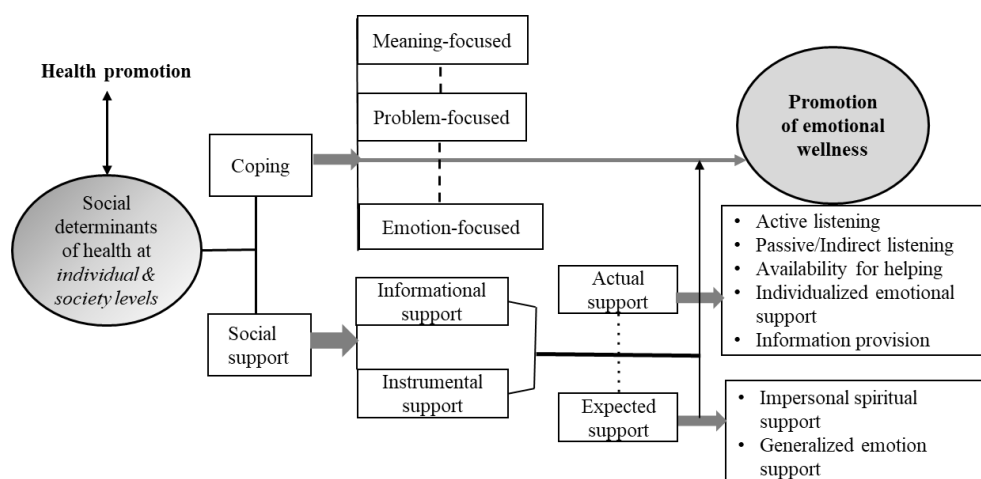 Health promotion
Social
determinants
of health at
individual &
society levels
Coping
Social
support
Meaning-focused
Problem-focused
Emotion-focused
Informational
support
Instrumental
support
Actual
support
Expected
support
Promotion
of emotional
wellness
• Active listening
• Passive/Indirect listening
• Availability for helping
• Individualized emotional
support
• Information provision
• Impersonal spiritual
support
• Generalized emotion
support